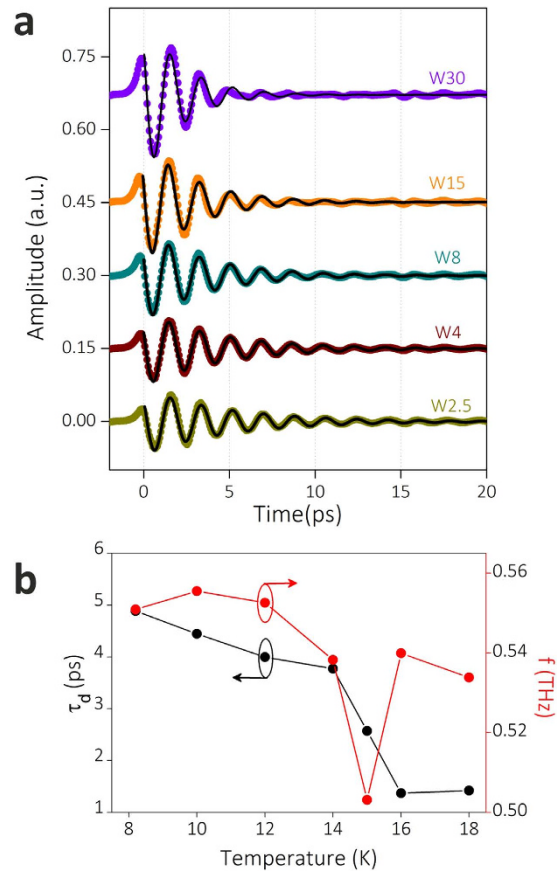 a
Amplitude (a.u.)
0.75
0.60
0.45
0.30
0.15
0.00
W30
W15
W8
W4
W2.5
0 5 10 15 20
Time(ps)
b
τd (ps)
6
5
4
3
2
1
0.56
0.54
0.52
0.50
f (THz)
8 10 12 14 16 18
Temperature (K)